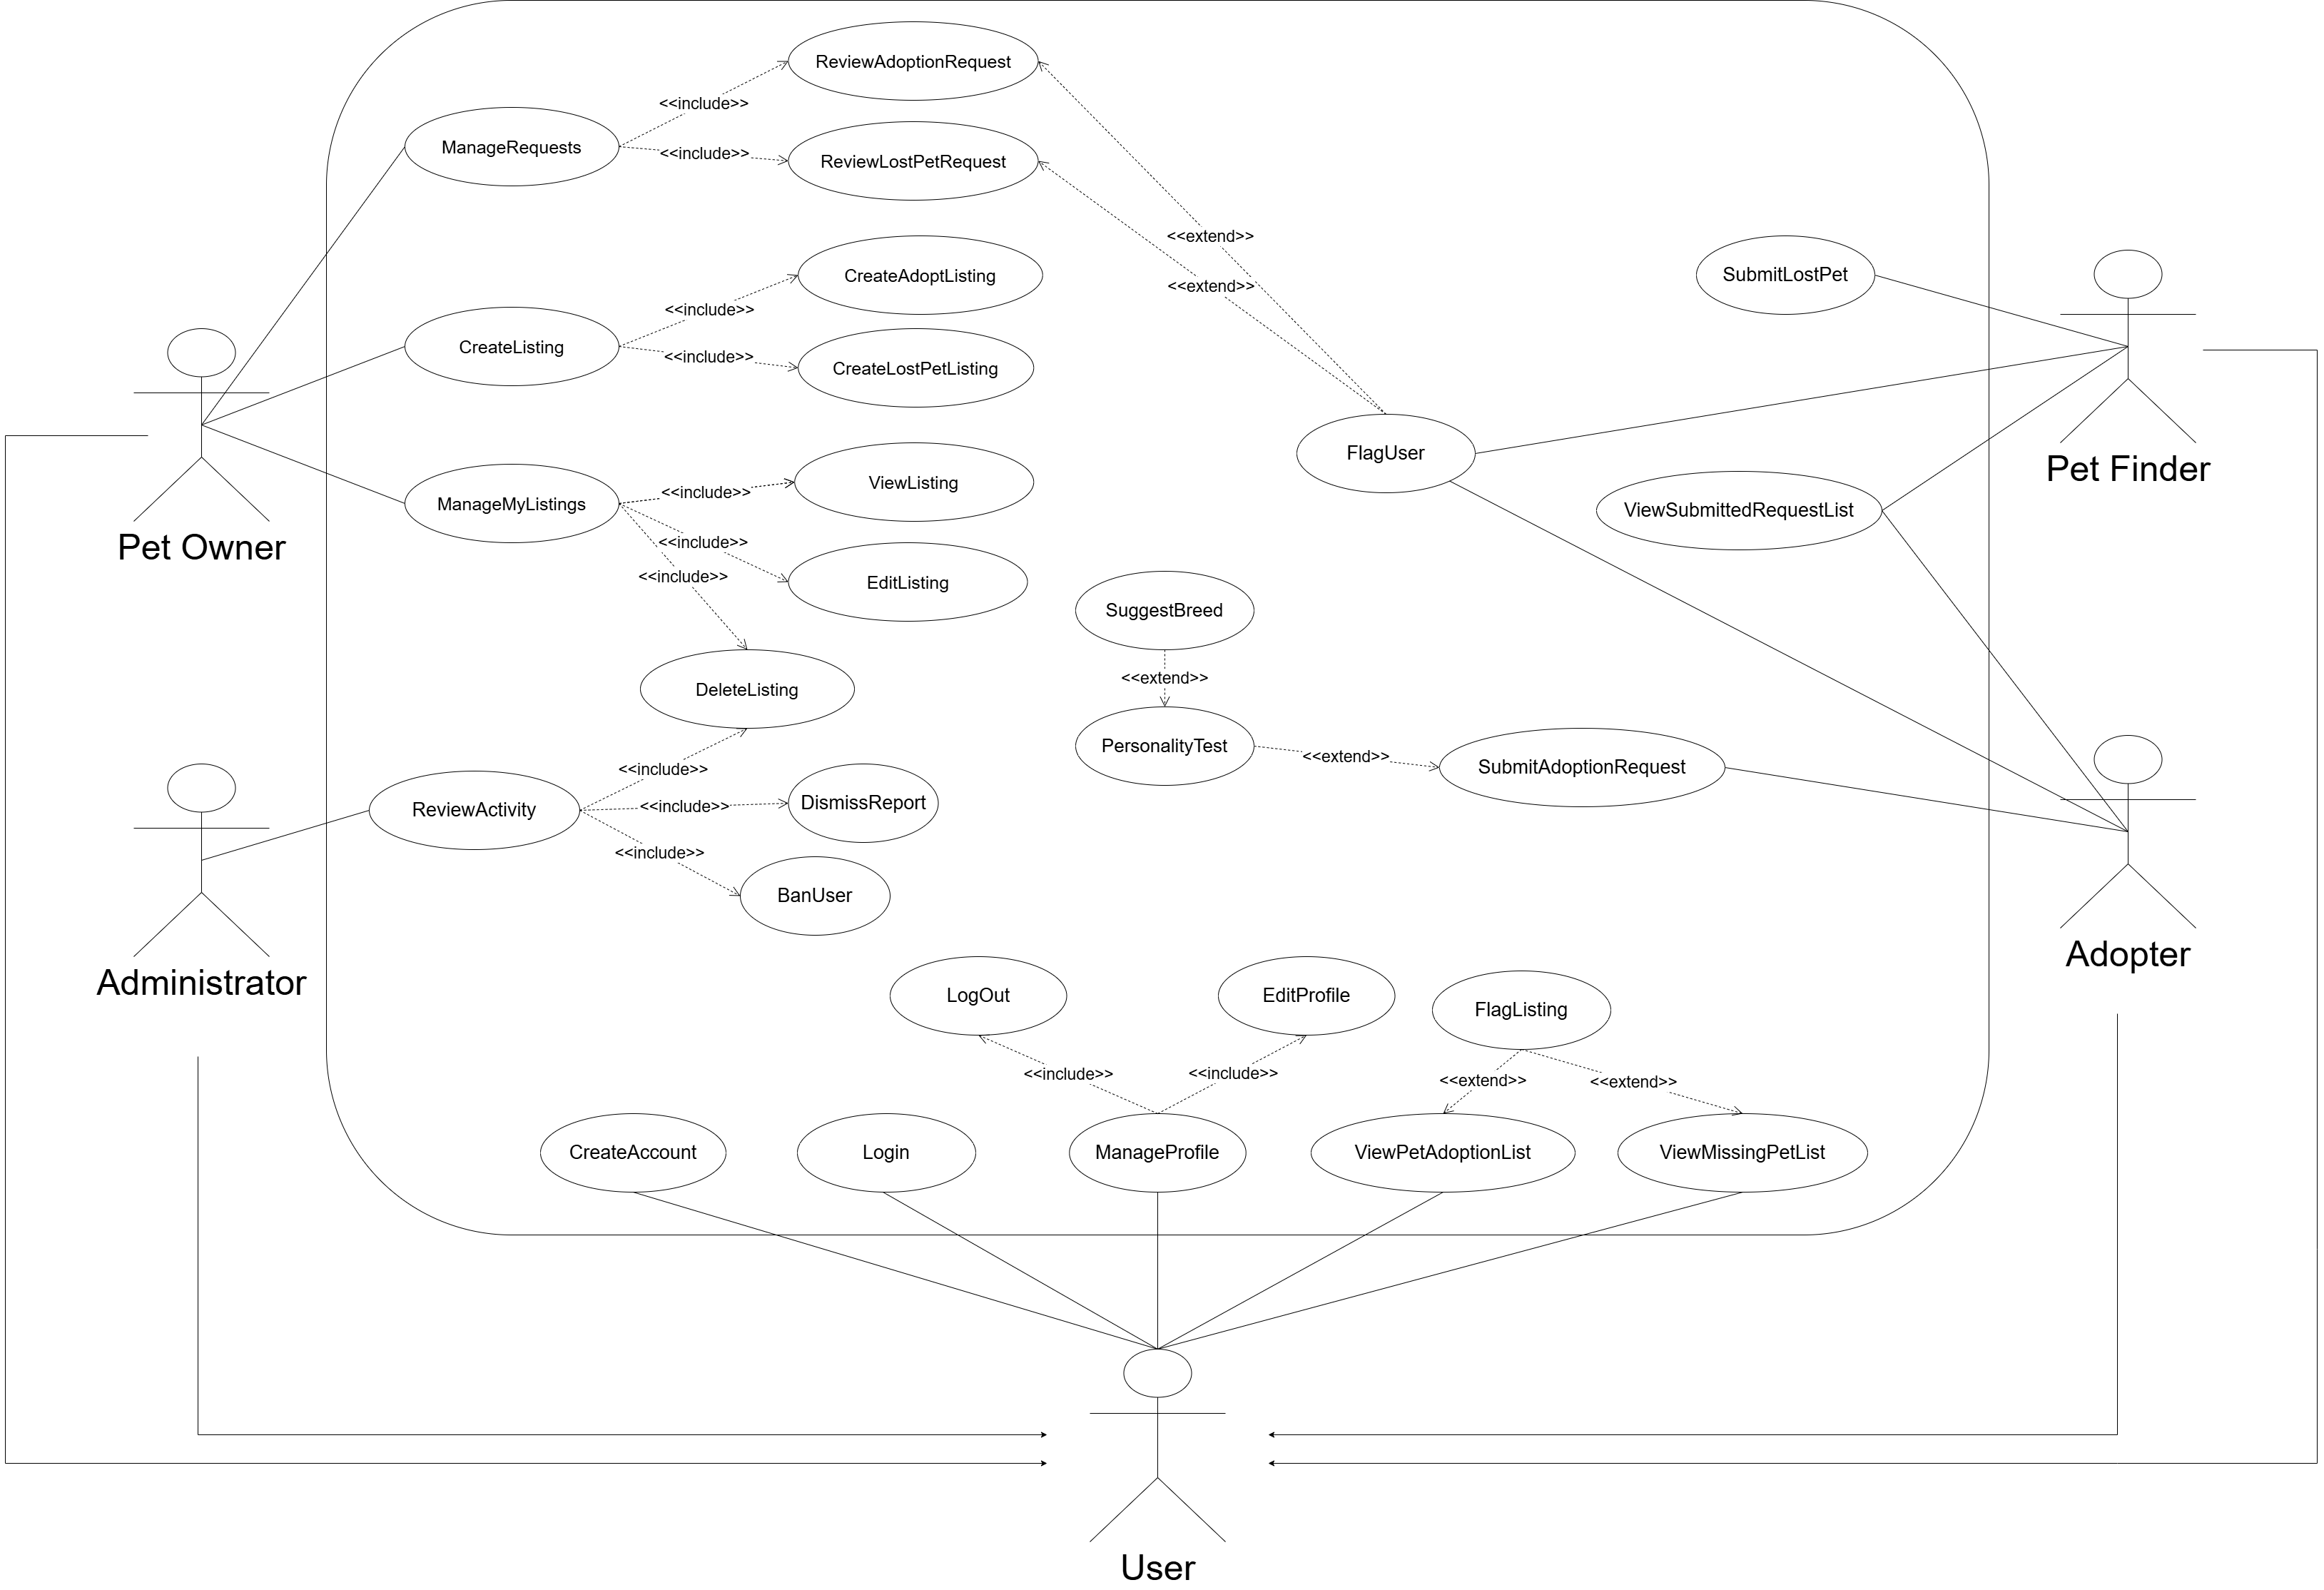 ReviewAdoptionRequest
<<include>>
ManageRequests
<<include>>
ReviewLostPetRequest
<<extend>>
<<extend>>
SubmitLostPet
CreateAdoptListing
<<include>>
CreateListing
<<include>>
CreateLostPetListing
FlagUser
Pet Finder
ViewListing
<<include>>
ManageMyListings
ViewSubmittedRequestList
Pet Owner
<<include>>
<<include>>
EditListing
SuggestBreed
<<extend>>
DeleteListing
PersonalityTest
<<extend>>
SubmitAdoptionRequest
<<include>>
<<include>>
DismissReport
ReviewActivity
<<include>>
BanUser
Administrator
Adopter
LogOut
EditProfile
FlagListing
<<include>>
<<include>>
<<extend>>
<<extend>>
CreateAccount
Login
ManageProfile
ViewPetAdoptionList
ViewMissingPetList
User